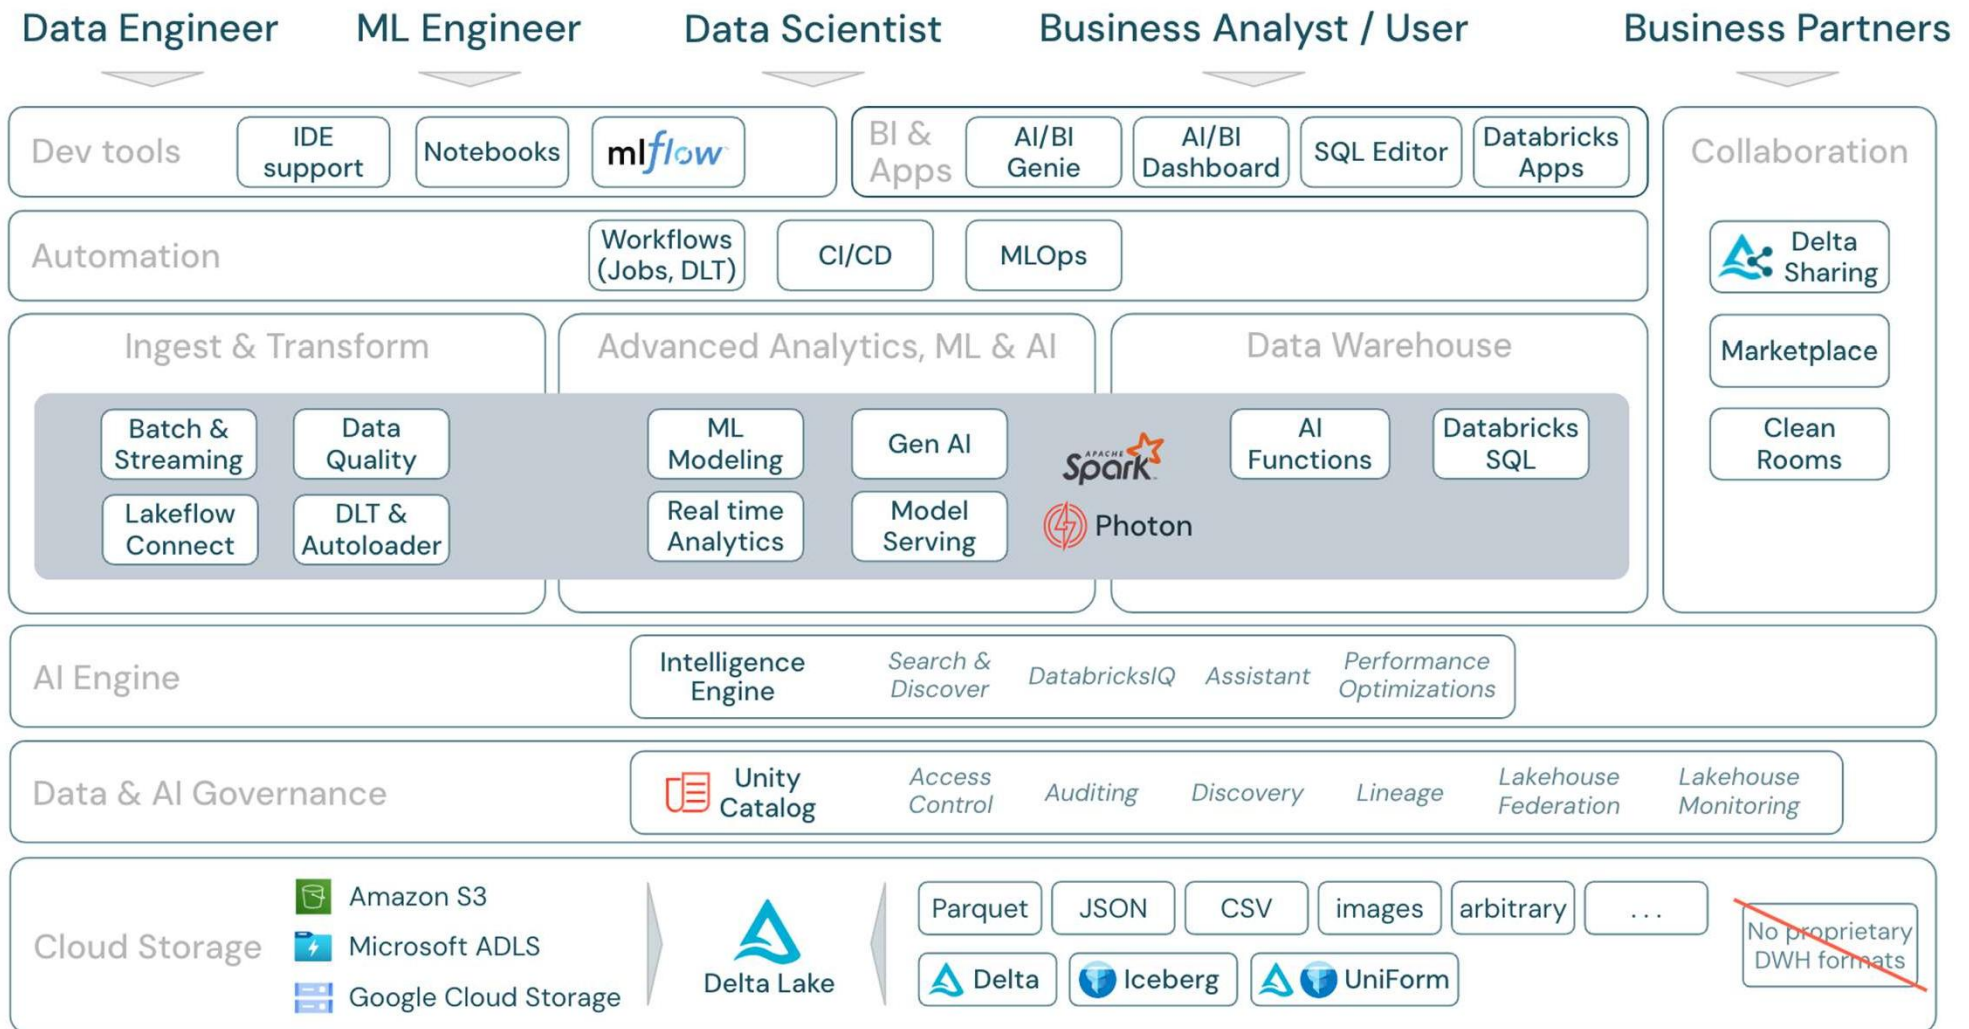 Data Engineer
ML Engineer
Data Scientist
Business Analyst / User
Business Partners
Dev tools
IDE
support
Notebooks
mlflow
BI &
Apps
AI/BI
Genie
AI/BI
Dashboard
SQL Editor
Databricks
Apps
Collaboration
Delta
Sharing
Marketplace
Clean
Rooms
Automation
Workflows
(Jobs, DLT)
CI/CD
MLOps
Ingest & Transform
Batch &
Streaming
Data
Quality
Lakeflow
Connect
DLT &
Autoloader
Advanced Analytics, ML & AI
ML
Modeling
Gen AI
Real time
Analytics
Model
Serving
APACHE
Spark
Photon
Data Warehouse
AI
Functions
Databricks
SQL
AI Engine
Intelligence
Engine
Search &
Discover
DatabricksIQ
Assistant
Performance
Optimizations
Data & AI Governance
Unity
Catalog
Access
Control
Auditing
Discovery
Lineage
Lakehouse
Federation
Lakehouse
Monitoring
Cloud Storage
Amazon S3
Microsoft ADLS
Google Cloud Storage
Delta Lake
Parquet
JSON
CSV
images
arbitrary
...
Delta
Iceberg
UniForm
No proprietary
DWH formats